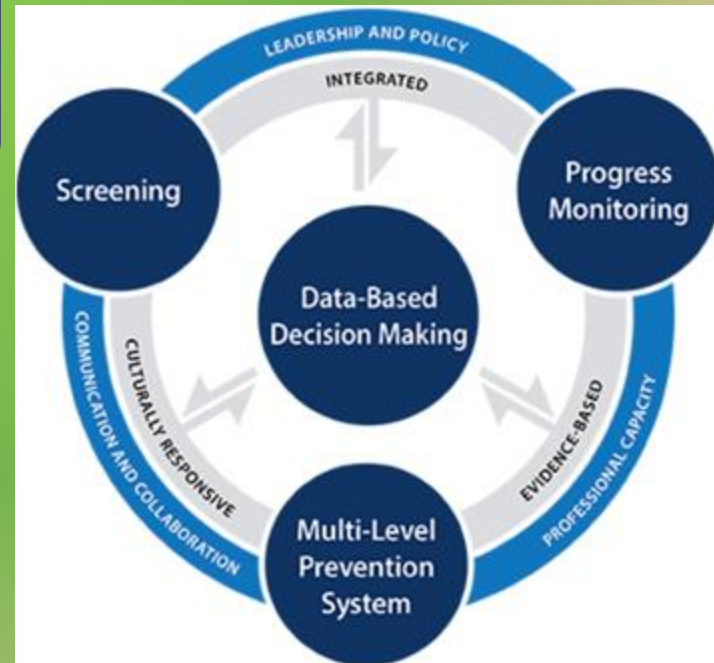 LEADERSHIP AND POLICY
INTEGRATED
Screening
Progress
Monitoring
Data-Based
Decision Making
COMMUNICATION AND COLLABORATION
CULTURALLY RESPONSIVE
EVIDENCE-BASED
PROFESSIONAL CAPACITY
Multi-Level
Prevention
System